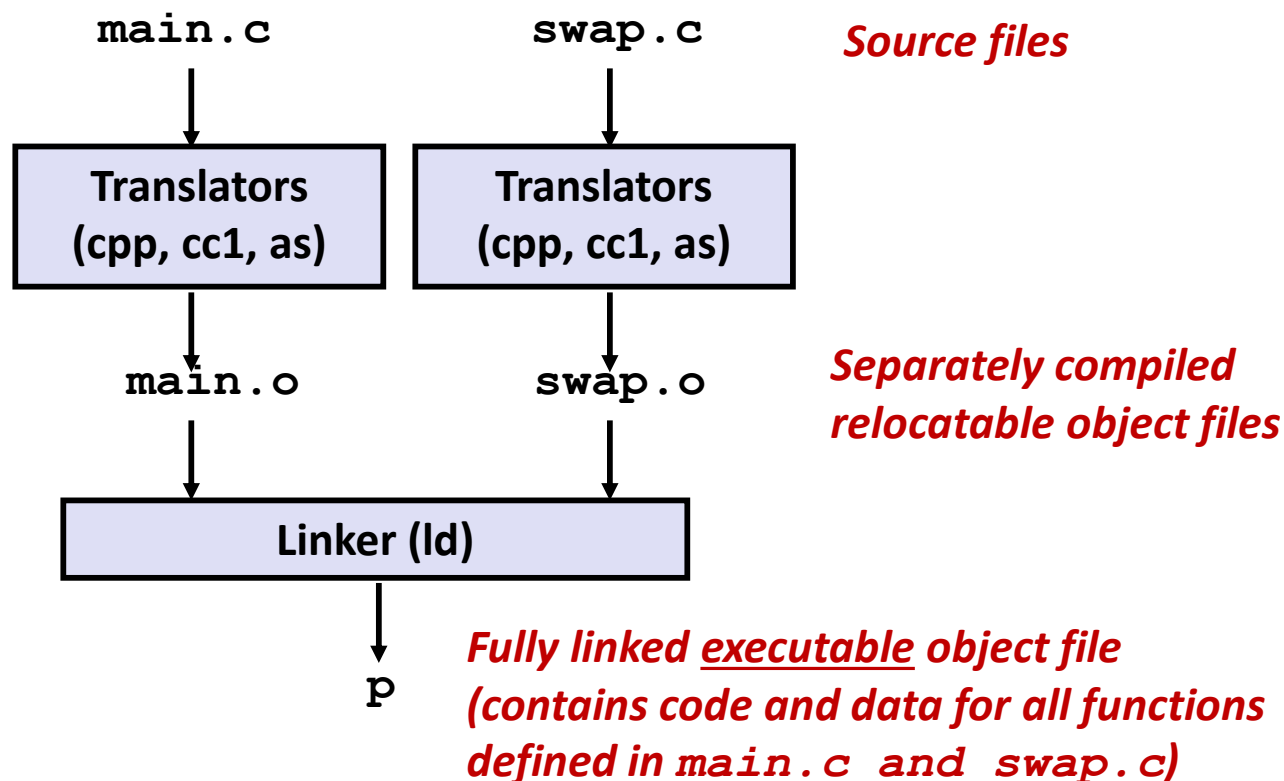 main.c
swap.c
Source files
Translators
(cpp, cc1, as)
Translators
(cpp, cc1, as)
main.o
swap.o
Separately compiled
relocatable object files
Linker (ld)
p
Fully linked executable object file
(contains code and data for all functions
defined in main.c and swap.c)